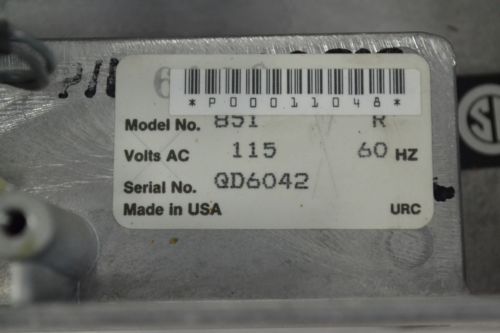 *P00011048*
Model No. 851 R
Volts AC 115 60 HZ
Serial No. QD6042
Made in USA URC